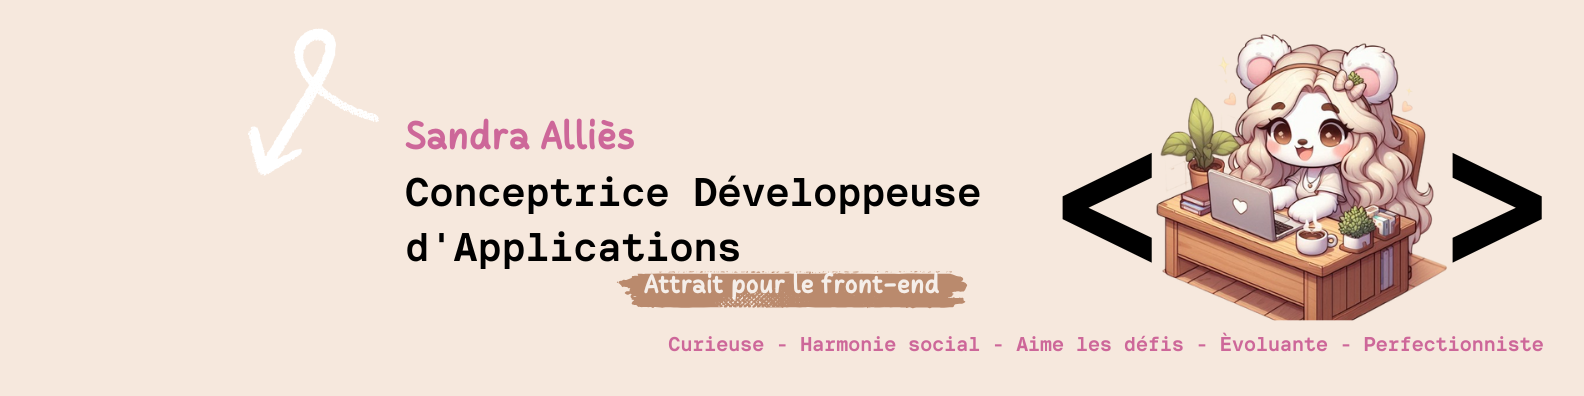 Sandra Alliès
Conceptrice Développeuse
d'Applications
Attrait pour le front-end
< >
Curieuse - Harmonie social - Aime les défis - Èvoluante - Perfectionniste